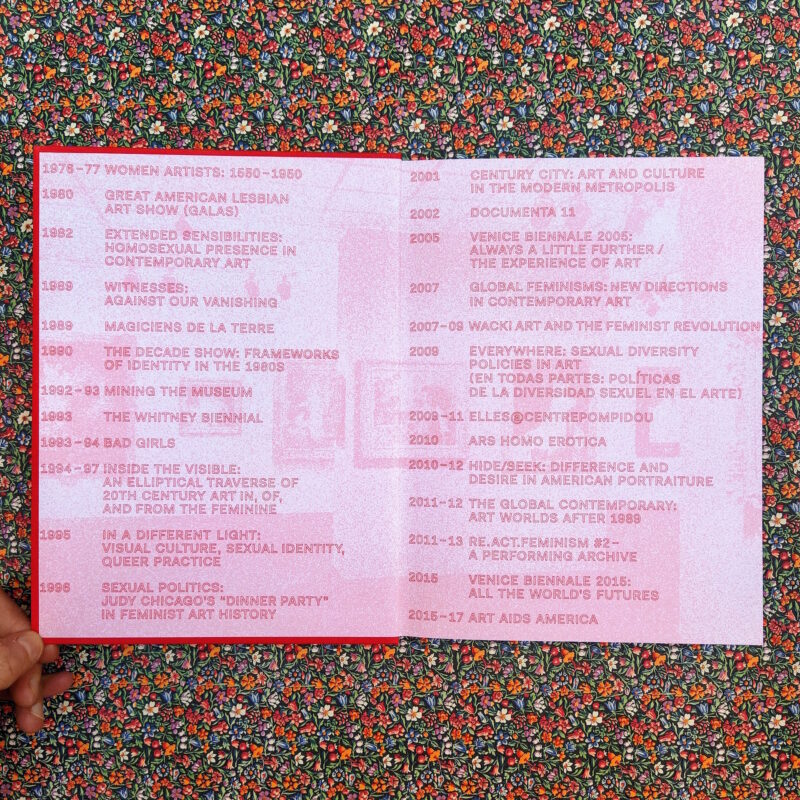 1976-77 WOMEN ARTISTS: 1550-1950
1980 GREAT AMERICAN LESBIAN
ART SHOW (GALAS)
1982 EXTENDED SENSIBILITIES:
HOMOSEXUAL PRESENCE IN
CONTEMPORARY ART
1989 WITNESSES:
AGAINST OUR VANISHING
1989 MAGICIENS DE LA TERRE
1990 THE DECADE SHOW: FRAMEWORKS
OF IDENTITY IN THE 1980S
1992-93 MINING THE MUSEUM
1993 THE WHITNEY BIENNIAL
1993-94 BAD GIRLS
1994-97 INSIDE THE VISIBLE:
AN ELLIPTICAL TRAVERSE OF
20TH CENTURY ART IN, OF,
AND FROM THE FEMININE
1995 IN A DIFFERENT LIGHT:
VISUAL CULTURE, SEXUAL IDENTITY,
QUEER PRACTICE
1996 SEXUAL POLITICS:
JUDY CHICAGO'S "DINNER PARTY"
IN FEMINIST ART HISTORY
2001 CENTURY CITY: ART AND CULTURE
IN THE MODERN METROPOLIS
2002 DOCUMENTA 11
2005 VENICE BIENNALE 2005:
ALWAYS A LITTLE FURTHER /
THE EXPERIENCE OF ART
2007 GLOBAL FEMINISMS: NEW DIRECTIONS
IN CONTEMPORARY ART
2007-09 WACK! ART AND THE FEMINIST REVOLUTION
2009 EVERYWHERE: SEXUAL DIVERSITY
POLICIES IN ART
(EN TODAS PARTES: POLÍTICAS
DE LA DIVERSIDAD SEXUEL EN EL ARTE)
2009-11 ELLES@CENTREPOMPIDOU
2010 ARS HOMO EROTICA
2010-12 HIDE/SEEK: DIFFERENCE AND
DESIRE IN AMERICAN PORTRAITURE
2011-12 THE GLOBAL CONTEMPORARY:
ART WORLDS AFTER 1989
2011-13 RE.ACT.FEMINISM #2-
A PERFORMING ARCHIVE
2015 VENICE BIENNALE 2015:
ALL THE WORLD'S FUTURES
2015-17 ART AIDS AMERICA